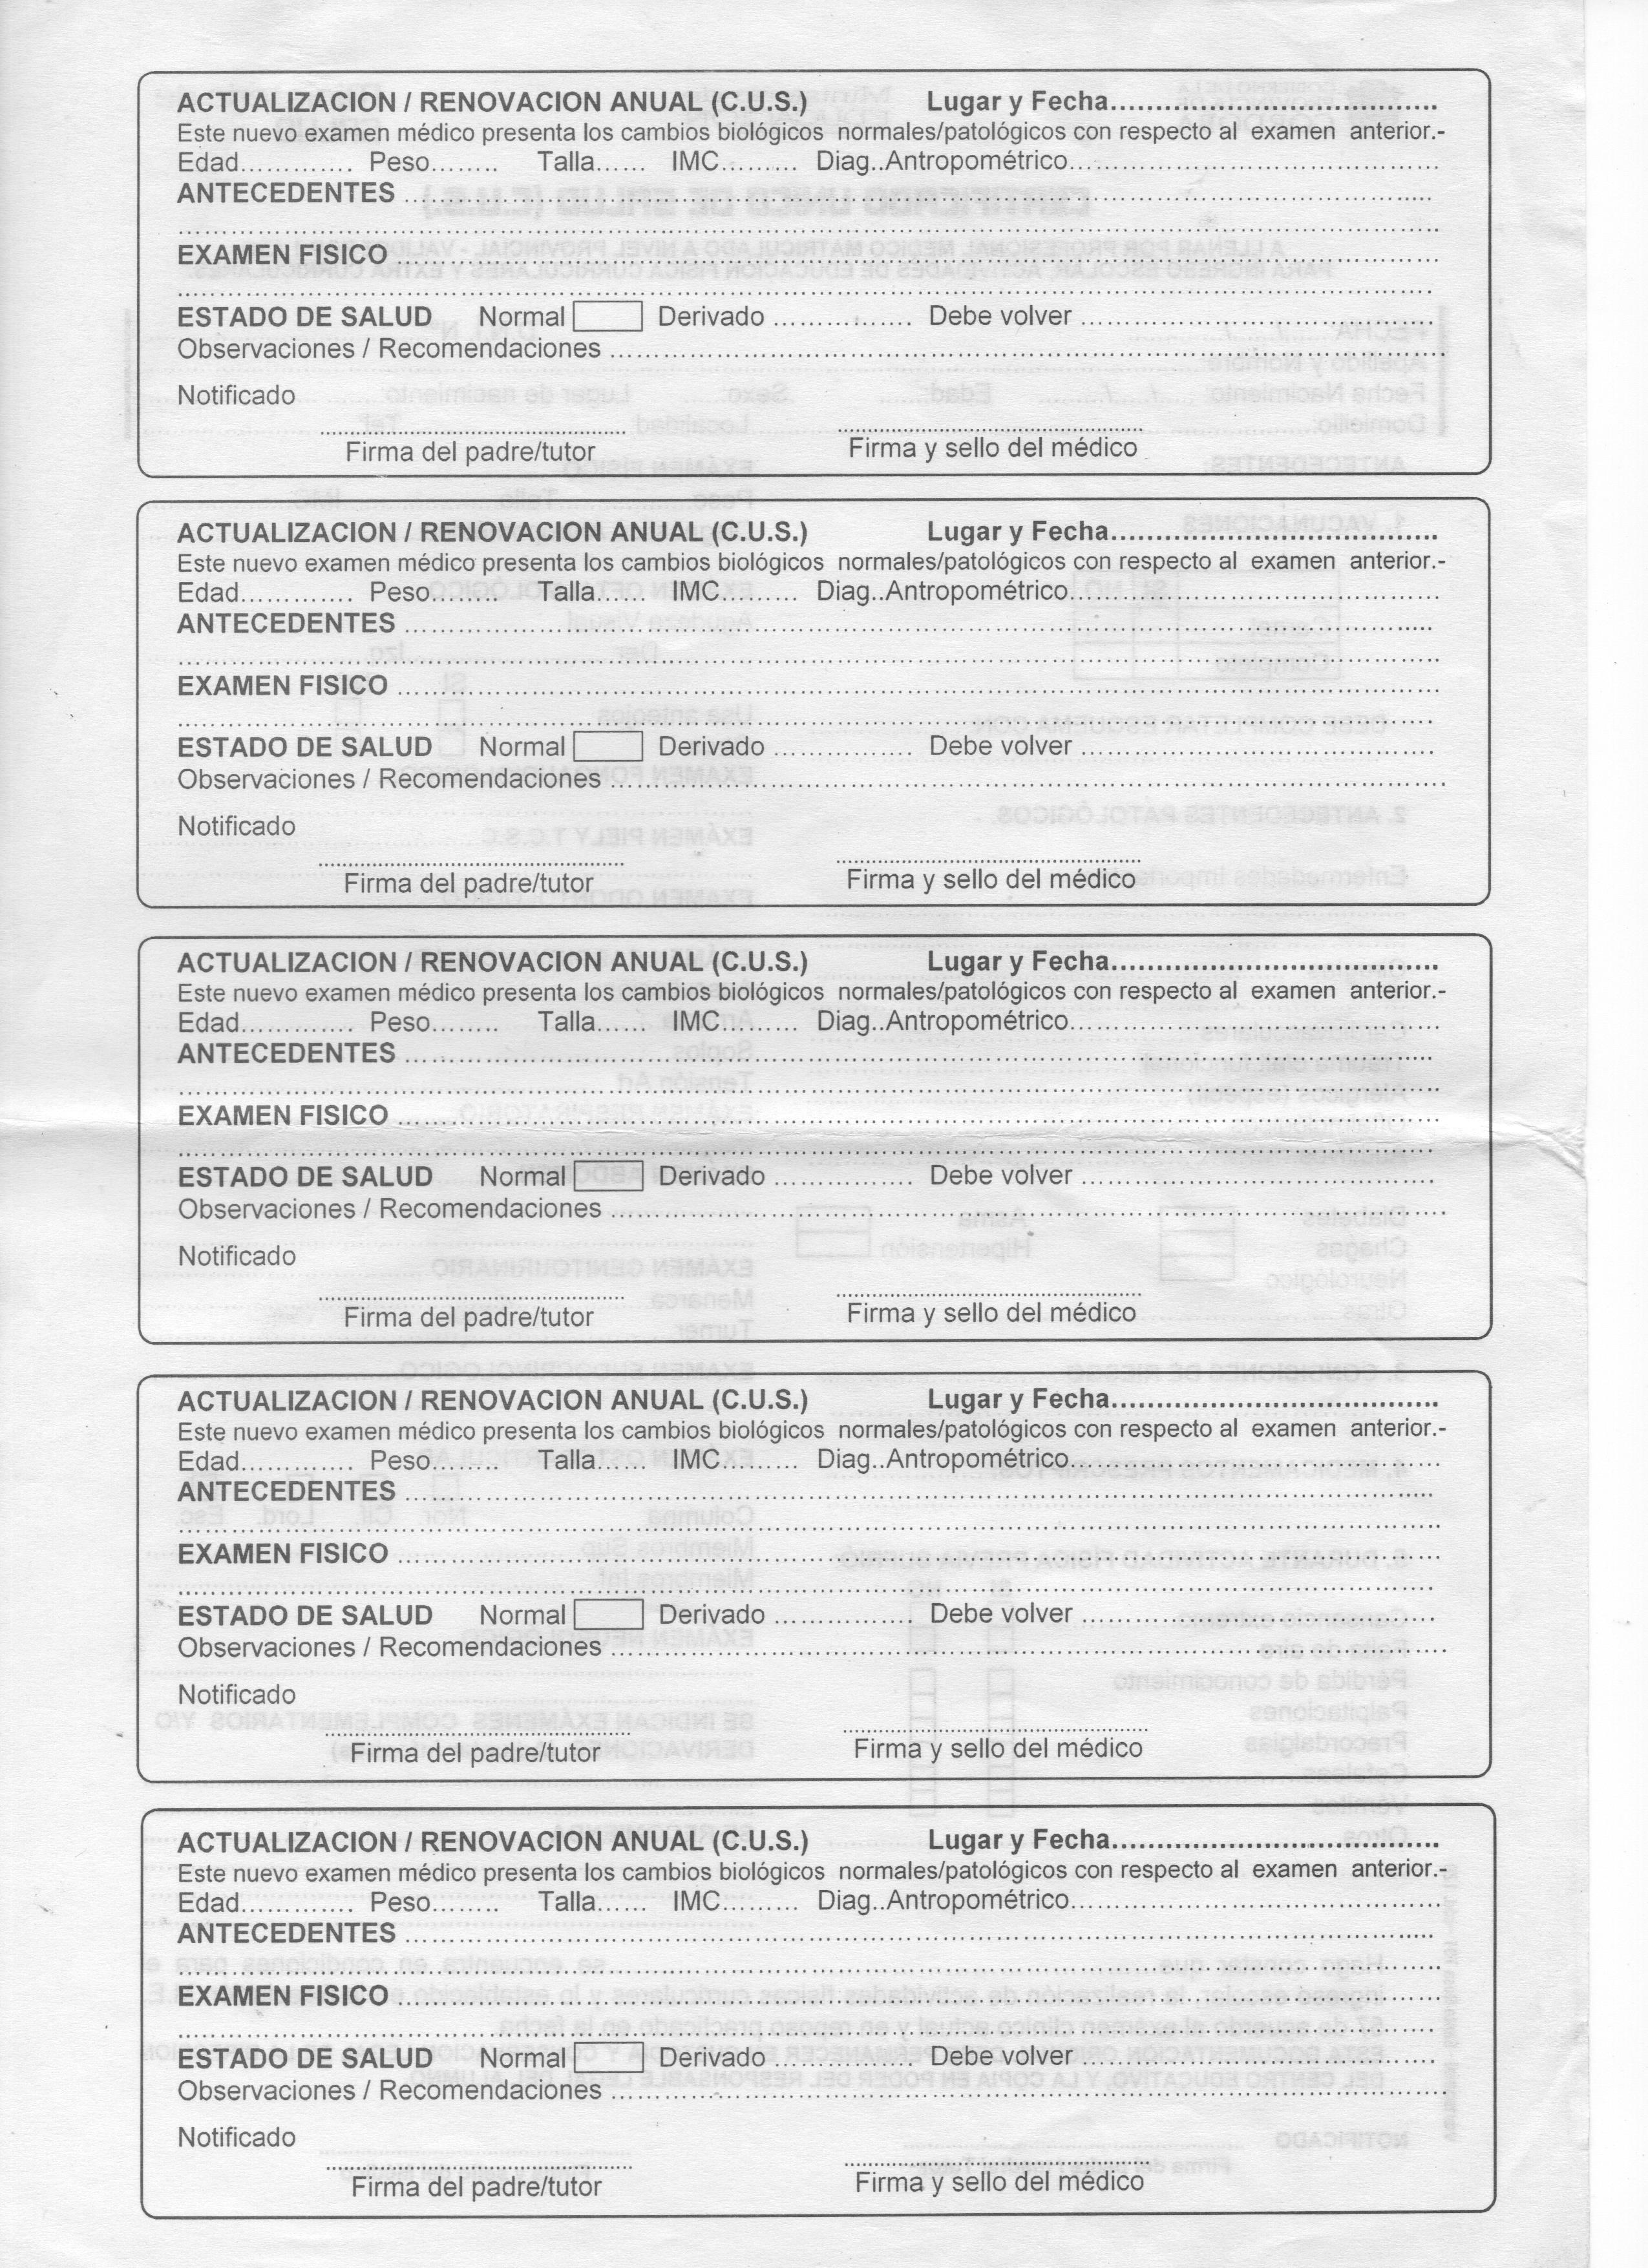 ACTUALIZACION / RENOVACION ANUAL (C.U.S.) Lugar y Fecha....................................
Este nuevo examen médico presenta los cambios biológicos normales/patológicos con respecto al examen anterior.-
Edad............. Peso........ Talla...... IMC......... Diag..Antropométrico..........................................
ANTECEDENTES ....................................................................................
....................................................................................
EXAMEN FISICO ....................................................................................
....................................................................................
ESTADO DE SALUD Normal Derivado ................ Debe volver ........................................
Observaciones / Recomendaciones ............................................................
Notificado
Firma del padre/tutor Firma y sello del médico
ACTUALIZACION / RENOVACION ANUAL (C.U.S.) Lugar y Fecha....................................
Este nuevo examen médico presenta los cambios biológicos normales/patológicos con respecto al examen anterior.-
Edad............. Peso........ Talla...... IMC......... Diag..Antropométrico..........................................
ANTECEDENTES ....................................................................................
....................................................................................
EXAMEN FISICO ....................................................................................
....................................................................................
ESTADO DE SALUD Normal Derivado ................ Debe volver ........................................
Observaciones / Recomendaciones ............................................................
Notificado
Firma del padre/tutor Firma y sello del médico
ACTUALIZACION / RENOVACION ANUAL (C.U.S.) Lugar y Fecha....................................
Este nuevo examen médico presenta los cambios biológicos normales/patológicos con respecto al examen anterior.-
Edad............. Peso........ Talla...... IMC......... Diag..Antropométrico..........................................
ANTECEDENTES ....................................................................................
....................................................................................
EXAMEN FISICO ....................................................................................
....................................................................................
ESTADO DE SALUD Normal Derivado ................ Debe volver ........................................
Observaciones / Recomendaciones ............................................................
Notificado
Firma del padre/tutor Firma y sello del médico
ACTUALIZACION / RENOVACION ANUAL (C.U.S.) Lugar y Fecha....................................
Este nuevo examen médico presenta los cambios biológicos normales/patológicos con respecto al examen anterior.-
Edad............. Peso........ Talla...... IMC......... Diag..Antropométrico..........................................
ANTECEDENTES ....................................................................................
....................................................................................
EXAMEN FISICO ....................................................................................
....................................................................................
ESTADO DE SALUD Normal Derivado ................ Debe volver ........................................
Observaciones / Recomendaciones ............................................................
Notificado
Firma del padre/tutor Firma y sello del médico
ACTUALIZACION / RENOVACION ANUAL (C.U.S.) Lugar y Fecha....................................
Este nuevo examen médico presenta los cambios biológicos normales/patológicos con respecto al examen anterior.-
Edad............. Peso........ Talla...... IMC......... Diag..Antropométrico..........................................
ANTECEDENTES ....................................................................................
....................................................................................
EXAMEN FISICO ....................................................................................
....................................................................................
ESTADO DE SALUD Normal Derivado ................ Debe volver ........................................
Observaciones / Recomendaciones ............................................................
Notificado
Firma del padre/tutor Firma y sello del médico